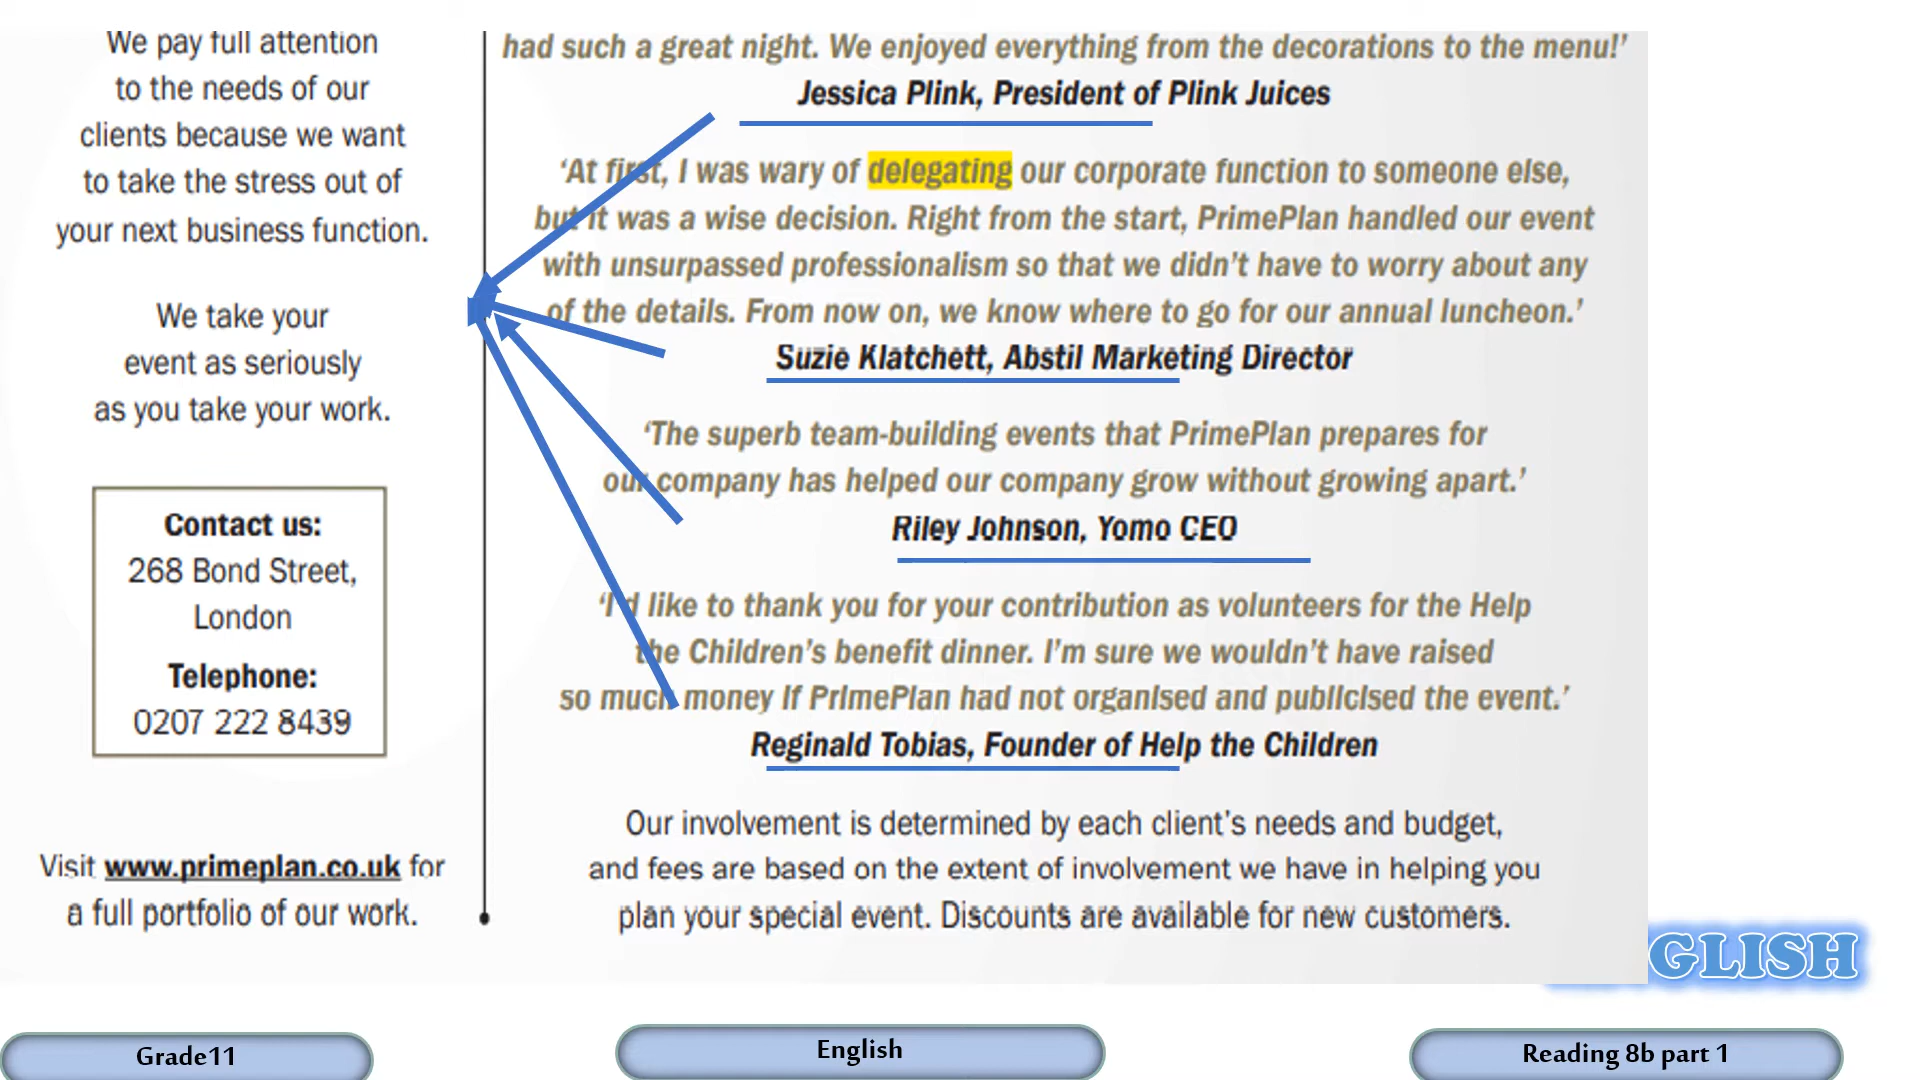 We pay full attention
to the needs of our
clients because we want
to take the stress out of
your next business function.
We take your
event as seriously
as you take your work.
Contact us:
268 Bond Street,
London
Telephone:
0207 222 8439
Visit www.primeplan.co.uk for
a full portfolio of our work.
had such a great night. We enjoyed everything from the decorations to the menu!’
Jessica Plink, President of Plink Juices
‘At first, I was wary of delegating our corporate function to someone else,
but it was a wise decision. Right from the start, PrimePlan handled our event
with unsurpassed professionalism so that we didn’t have to worry about any
of the details. From now on, we know where to go for our annual luncheon.’
Suzie Klatchett, Abstil Marketing Director
‘The superb team-building events that PrimePlan prepares for
our company has helped our company grow without growing apart.’
Riley Johnson, Yomo CEO
‘I’d like to thank you for your contribution as volunteers for the Help
the Children’s benefit dinner. I’m sure we wouldn’t have raised
so much money if PrimePlan had not organised and publicised the event.’
Reginald Tobias, Founder of Help the Children
Our involvement is determined by each client’s needs and budget,
and fees are based on the extent of involvement we have in helping you
plan your special event. Discounts are available for new customers.
GLISH
Grade11
English
Reading 8b part 1